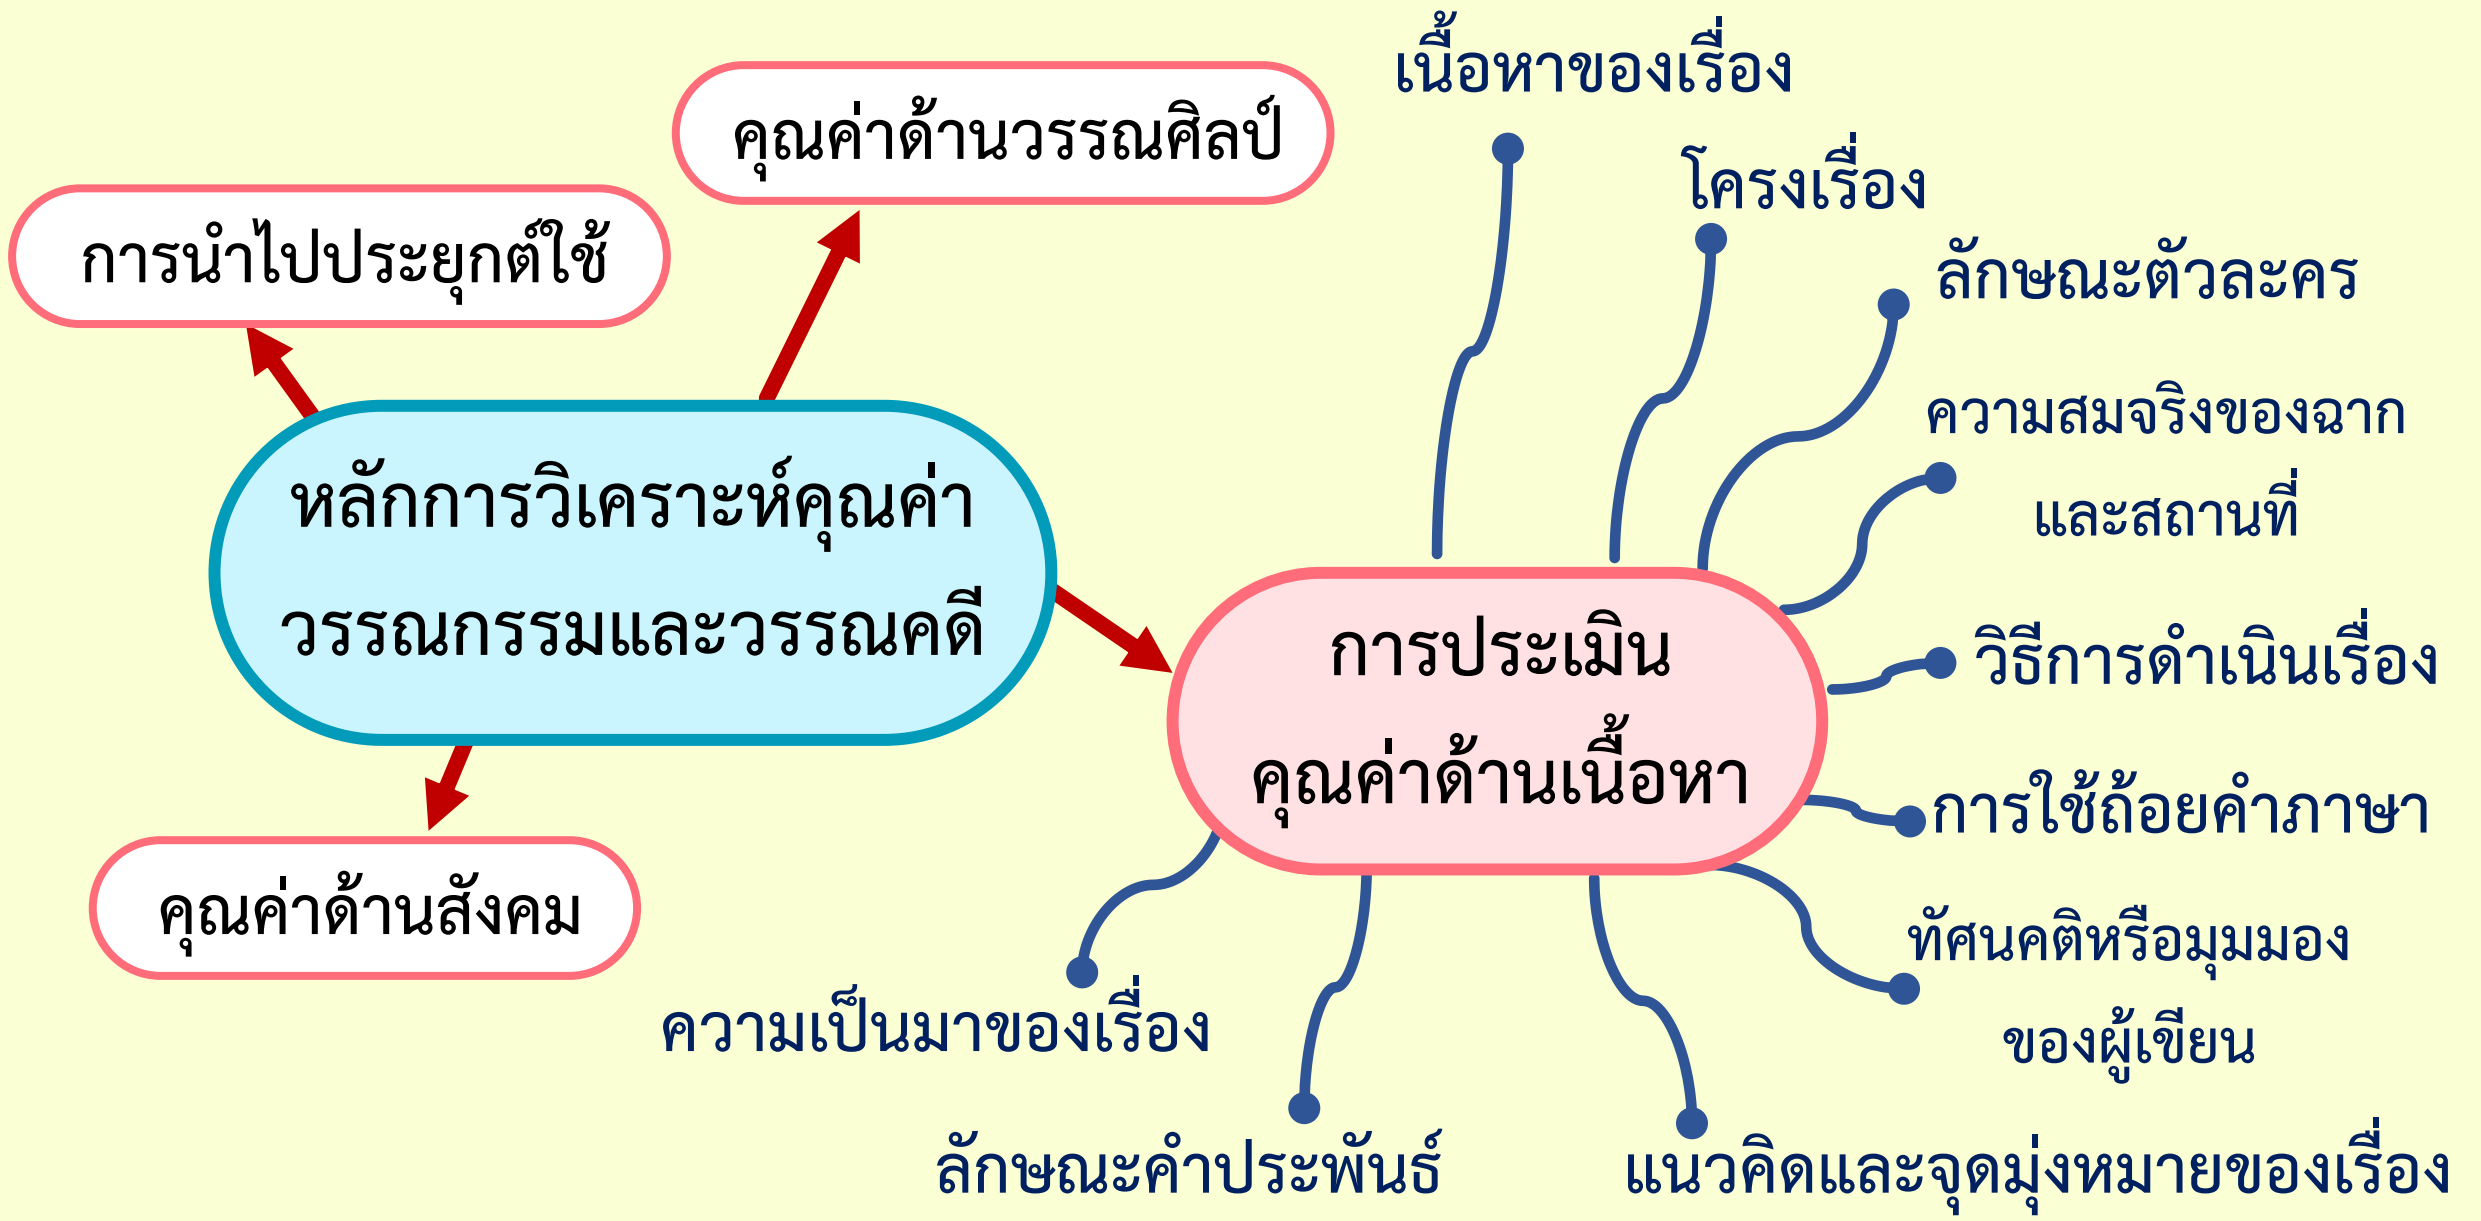 เนื้อหาของเรื่อง
คุณค่าด้านวรรณศิลป์
โครงเรื่อง
การนำไปประยุกต์ใช้
ลักษณะตัวละคร
ความสมจริงของฉาก
และสถานที่
หลักการวิเคราะห์คุณค่า
วรรณกรรมและวรรณคดี
การประเมิน
คุณค่าด้านเนื้อหา
วิธีการดำเนินเรื่อง
การใช้ถ้อยคำภาษา
คุณค่าด้านสังคม
ทัศนคติหรือมุมมอง
ของผู้เขียน
ความเป็นมาของเรื่อง
ลักษณะคำประพันธ์
แนวคิดและจุดมุ่งหมายของเรื่อง